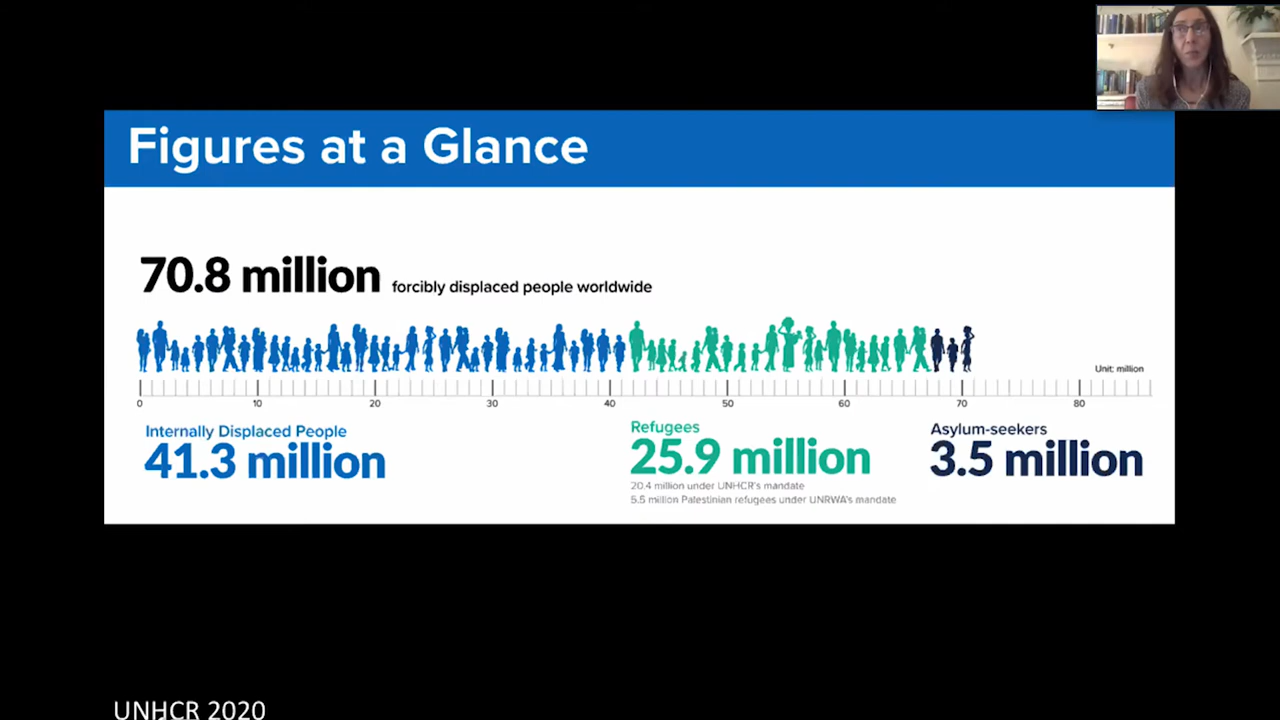 Figures at a Glance
70.8 million forcibly displaced people worldwide
Unit: million
0 10 20 30 40 50 60 70 80
Internally Displaced People
41.3 million
Refugees
25.9 million
20.4 million under UNHCR's mandate
5.5 million Palestinian refugees under UNRWA's mandate
Asylum-seekers
3.5 million
UNHCR 2020